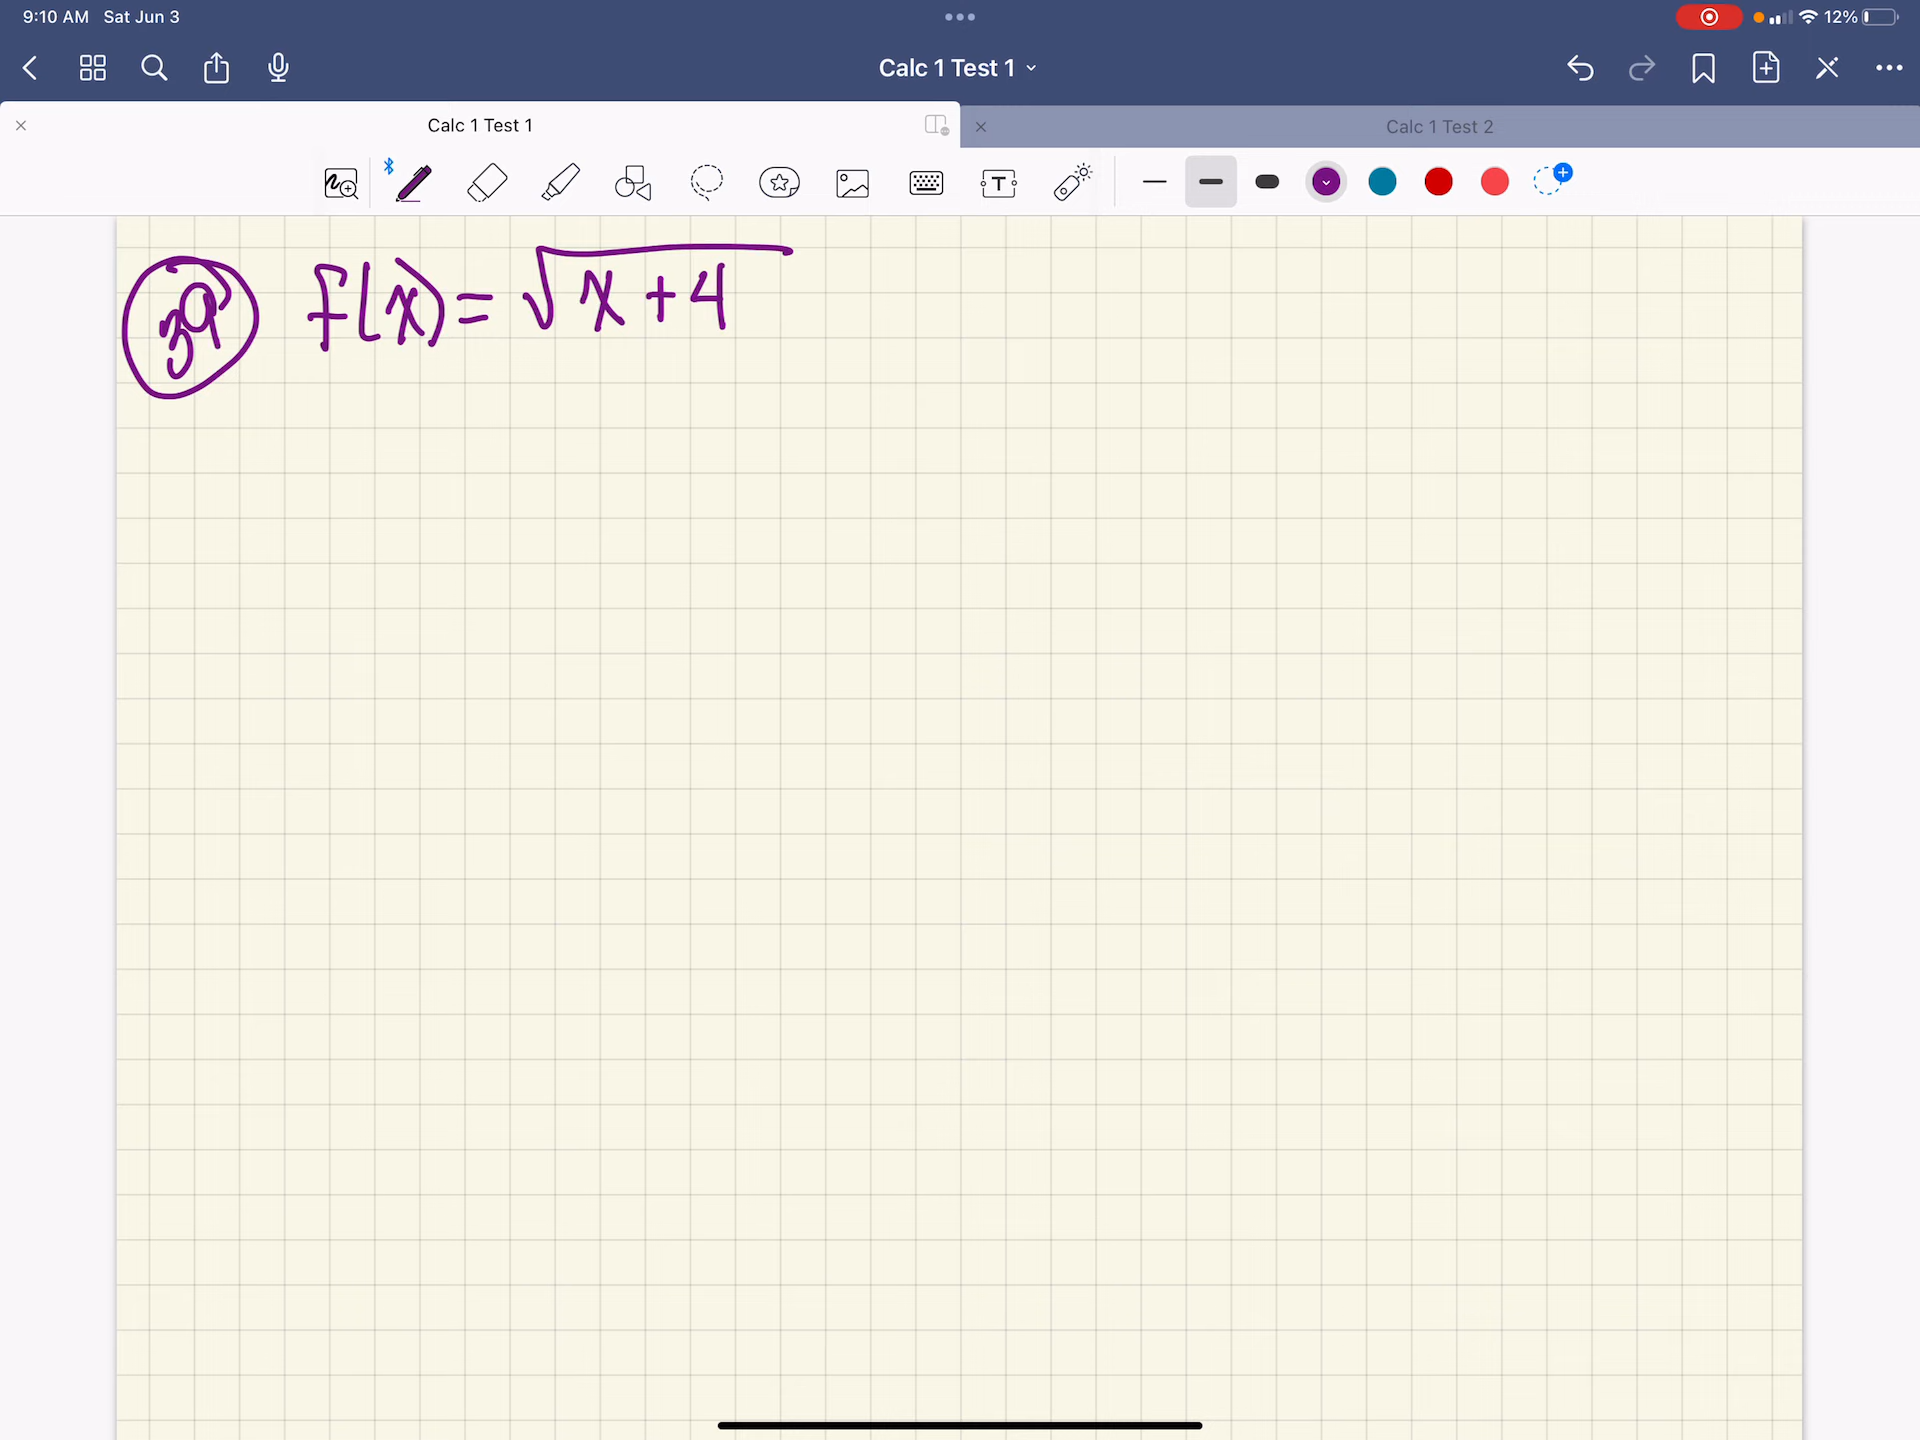 9:10 AM Sat Jun 3
12%
Calc 1 Test 1
Calc 1 Test 1
Calc 1 Test 2
T
39 f(x) = √x+4